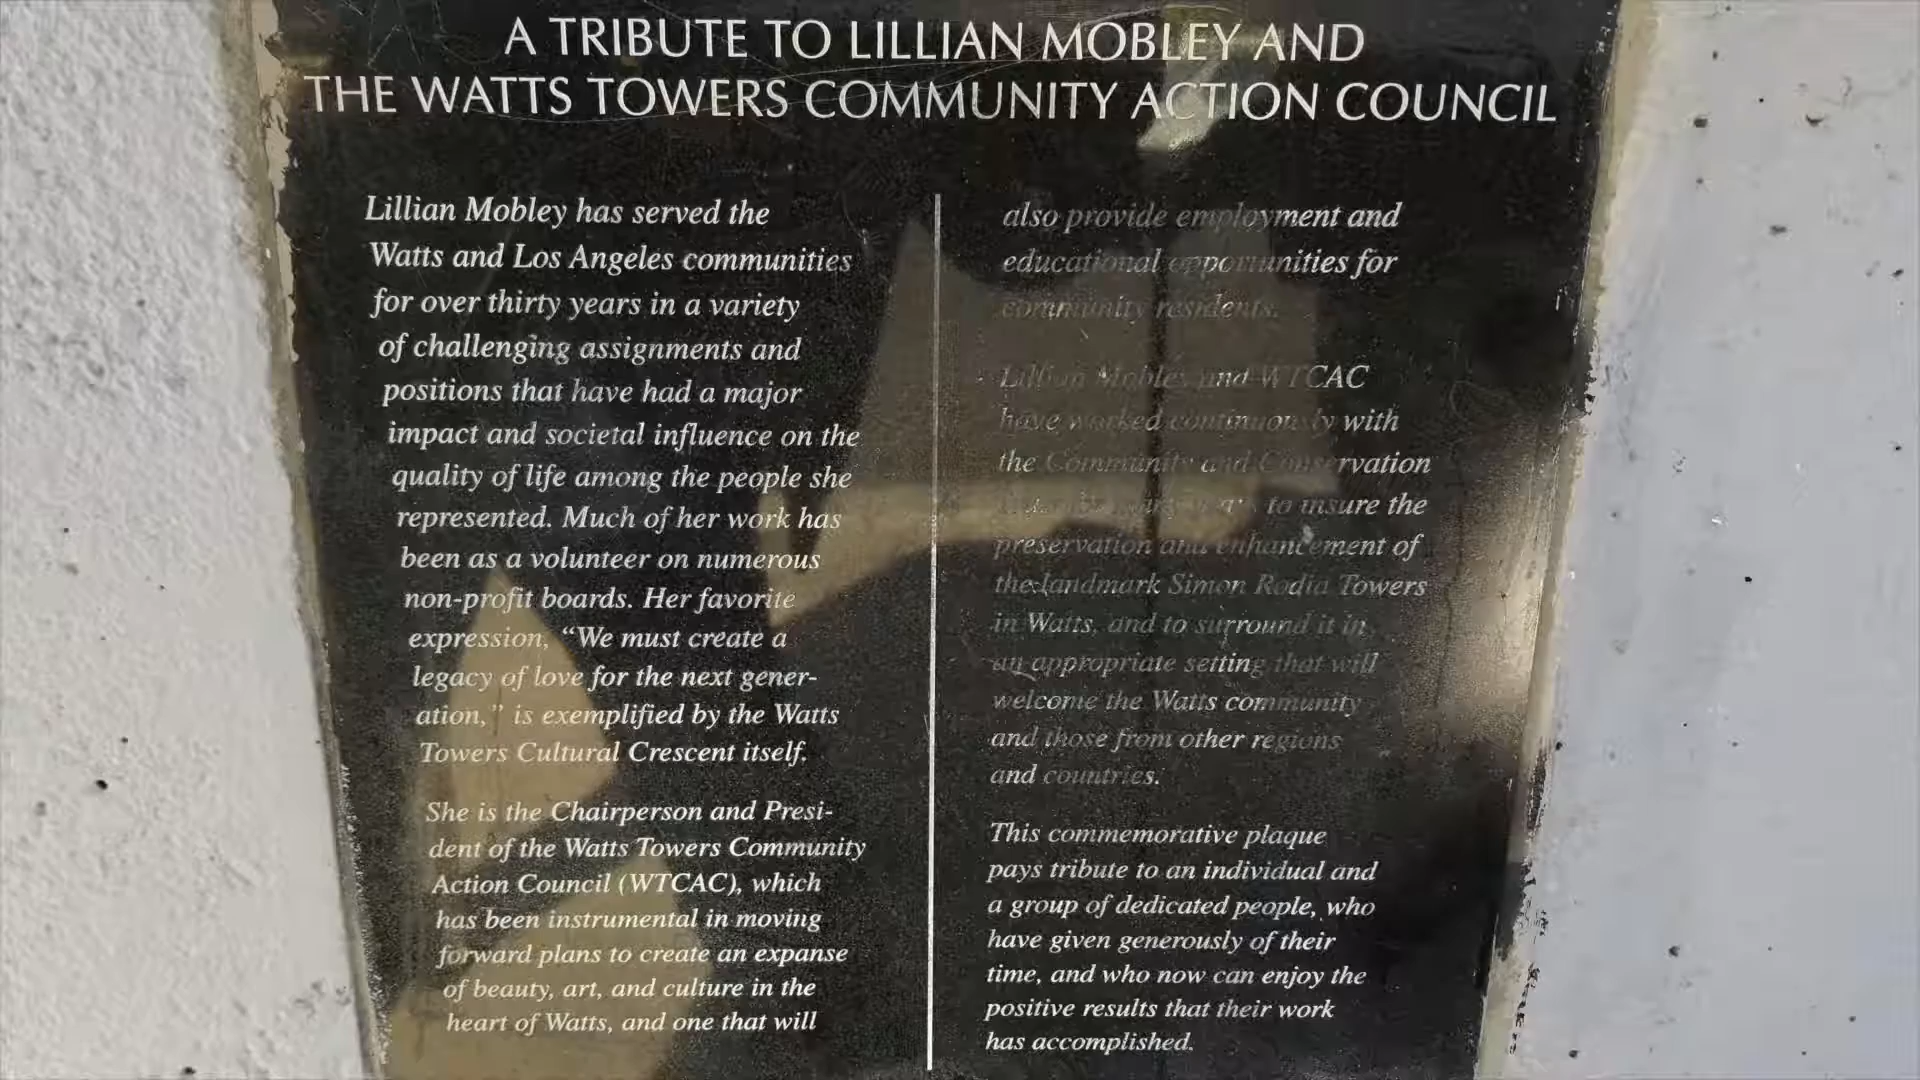 A TRIBUTE TO LILLIAN MOBLEY AND
THE WATTS TOWERS COMMUNITY ACTION COUNCIL
Lillian Mobley has served the
Watts and Los Angeles communities
for over thirty years in a variety
of challenging assignments and
positions that have had a major
impact and societal influence on the
quality of life among the people she
represented. Much of her work has
been as a volunteer on numerous
non-profit boards. Her favorite
expression, “We must create a
legacy of love for the next gener-
ation,” is exemplified by the Watts
Towers Cultural Crescent itself.
She is the Chairperson and Presi-
dent of the Watts Towers Community
Action Council (WTCAC), which
has been instrumental in moving
forward plans to create an expanse
of beauty, art, and culture in the
heart of Watts, and one that will
also provide employment and
educational opportunities for
community residents.
Lillian Mobley and WTCAC
have worked continuously with
the Community and Conservation
to insure the
preservation and enhancement of
the landmark Simon Rodia Towers
in Watts, and to surround it in
an appropriate setting that will
welcome the Watts community
and those from other regions
and countries.
This commemorative plaque
pays tribute to an individual and
a group of dedicated people, who
have given generously of their
time, and who now can enjoy the
positive results that their work
has accomplished.